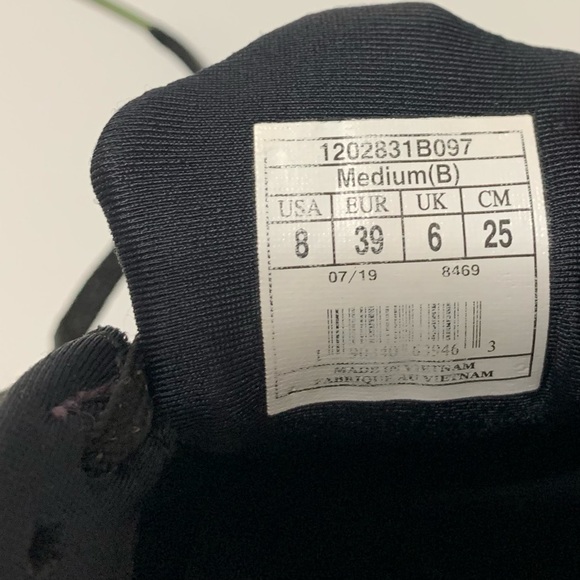 1202831B097
Medium(B)
USA EUR UK CM
8 39 6 25
07/19 8469
3
MADE IN VIETNAM
FABRIQUE AU VIETNAM